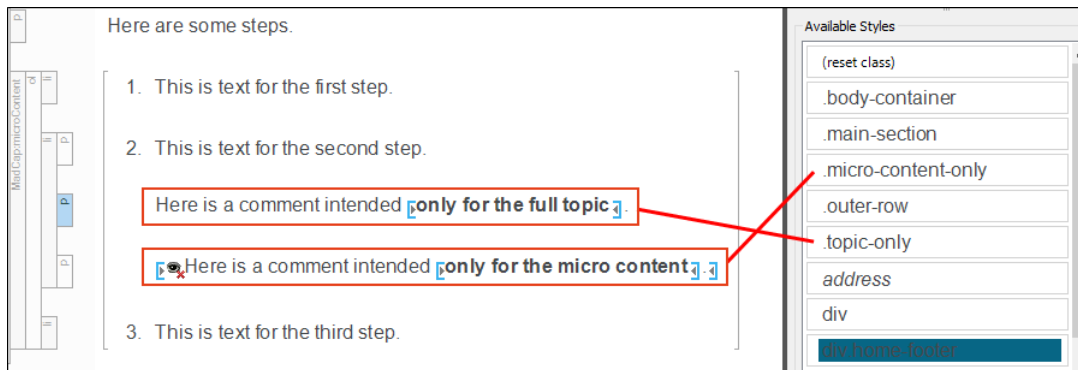 Here are some steps.
1. This is text for the first step.
2. This is text for the second step.
Here is a comment intended only for the full topic.
Here is a comment intended only for the micro content.
3. This is text for the third step.
p
MadCap:microContent
ol
li
li
p
p
p
li
Available Styles
(reset class)
.body-container
.main-section
.micro-content-only
.outer-row
.topic-only
address
div
div.home-footer